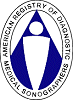 AMERICAN REGISTRY OF DIAGNOSTIC
MEDICAL SONOGRAPHERS